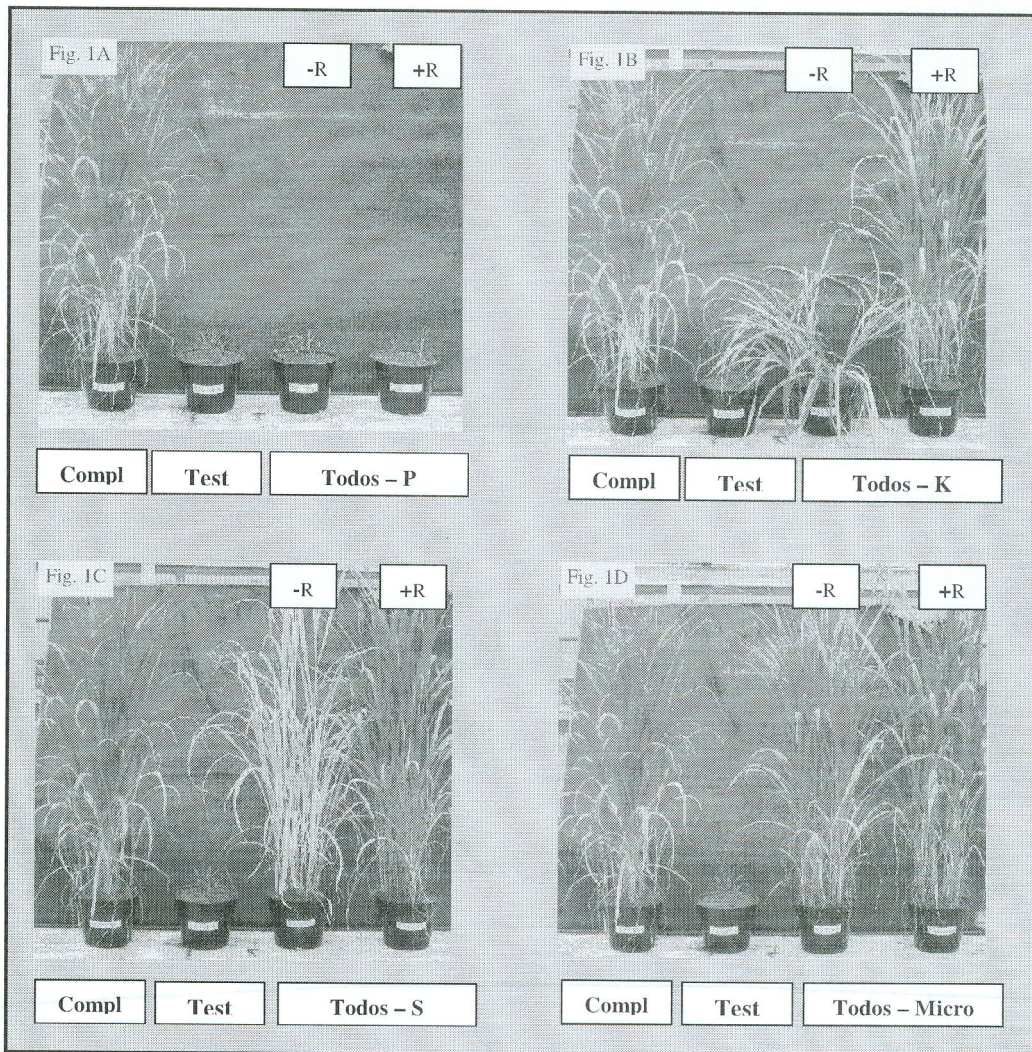 Fig. 1A
-R
+R
Compl
Test
Todos – P
Fig. 1B
-R
+R
Compl
Test
Todos – K
Fig. 1C
-R
+R
Compl
Test
Todos – S
Fig. 1D
-R
+R
Compl
Test
Todos – Micro